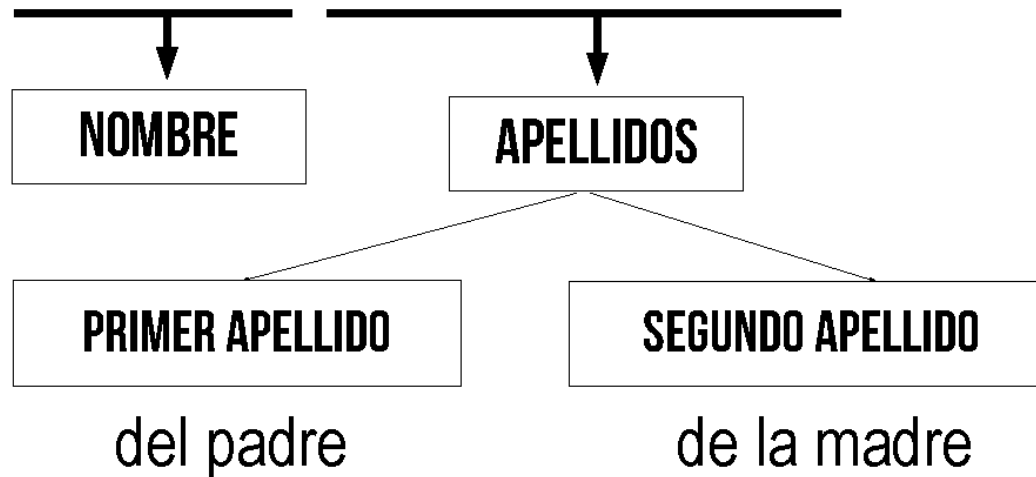 NOMBRE
APELLIDOS
PRIMER APELLIDO
SEGUNDO APELLIDO
del padre
de la madre